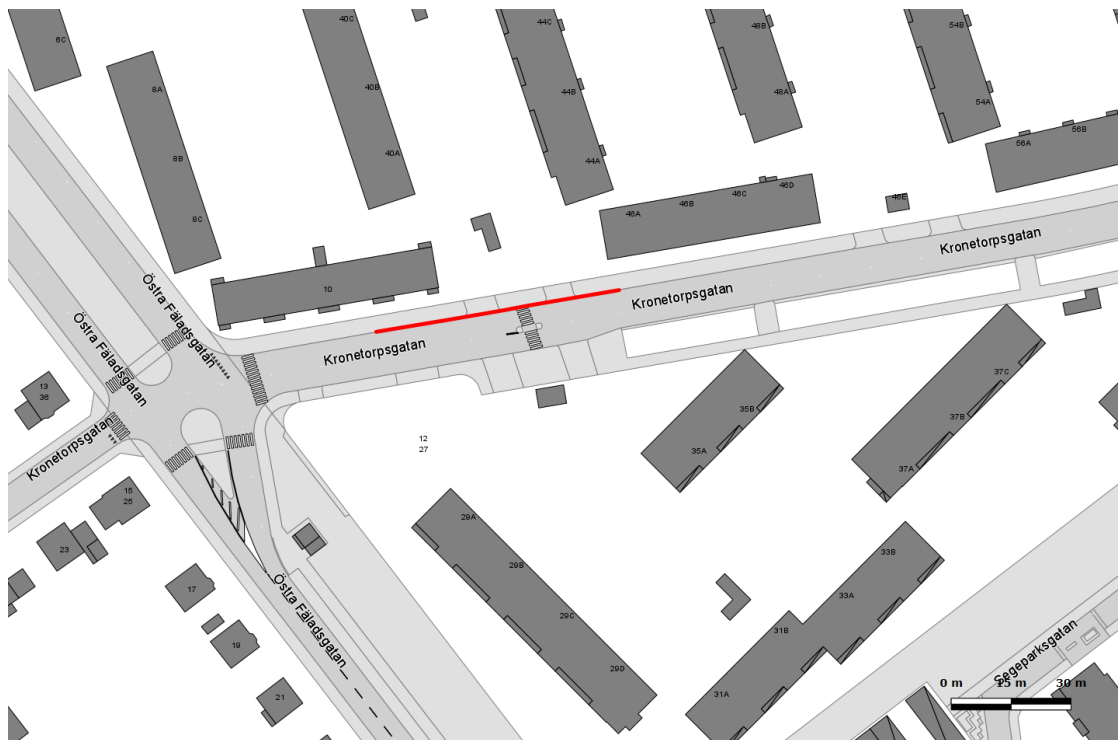 6C
40C
44C
48B
54B
8A
40B
44B
48A
54A
56B
56A
8B
40A
44A
46D
46C
46B
46A
46E
8C
Kronetorpsgatan
Östra Fäladsgatan
10
Kronetorpsgatan
Östra Fäladsgatan
Kronetorpsgatan
13
36
37C
35B
37B
12
27
Kronetorpsgatan
35A
37A
15
25
29A
23
29B
33B
17
33A
29C
31B
19
Östra Fäladsgatan
29D
Segeparksgatan
21
31A
0 m 15 m 30 m